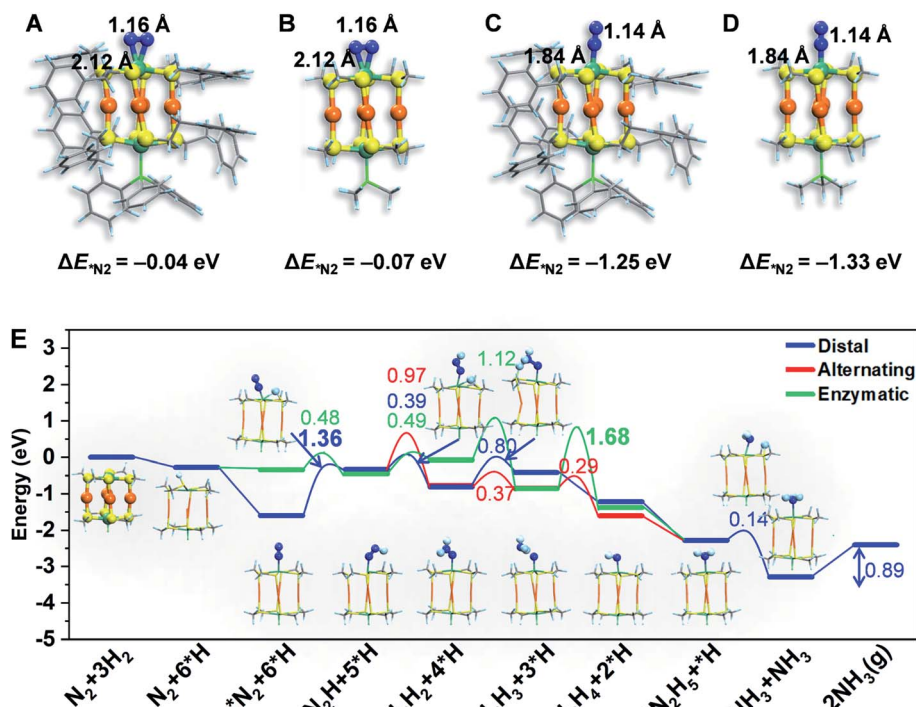 A
1.16 Å
2.12 Å
ΔE*N2 = –0.04 eV
B
1.16 Å
2.12 Å
ΔE*N2 = –0.07 eV
C
1.14 Å
1.84 Å
ΔE*N2 = –1.25 eV
D
1.14 Å
1.84 Å
ΔE*N2 = –1.33 eV
E
Energy (eV)
3
2
1
0
-1
-2
-3
-4
-5
Distal
Alternating
Enzymatic
0.48
1.36
0.97
0.39
0.49
1.12
0.80
0.37
1.68
0.29
0.14
0.89
N2+3H2
N2+6*H
*N2+6*H
N2H+5*H
H2+4*H
H3+3*H
H4+2*H
N2H5+*H
NH3+NH3
2NH3(g)